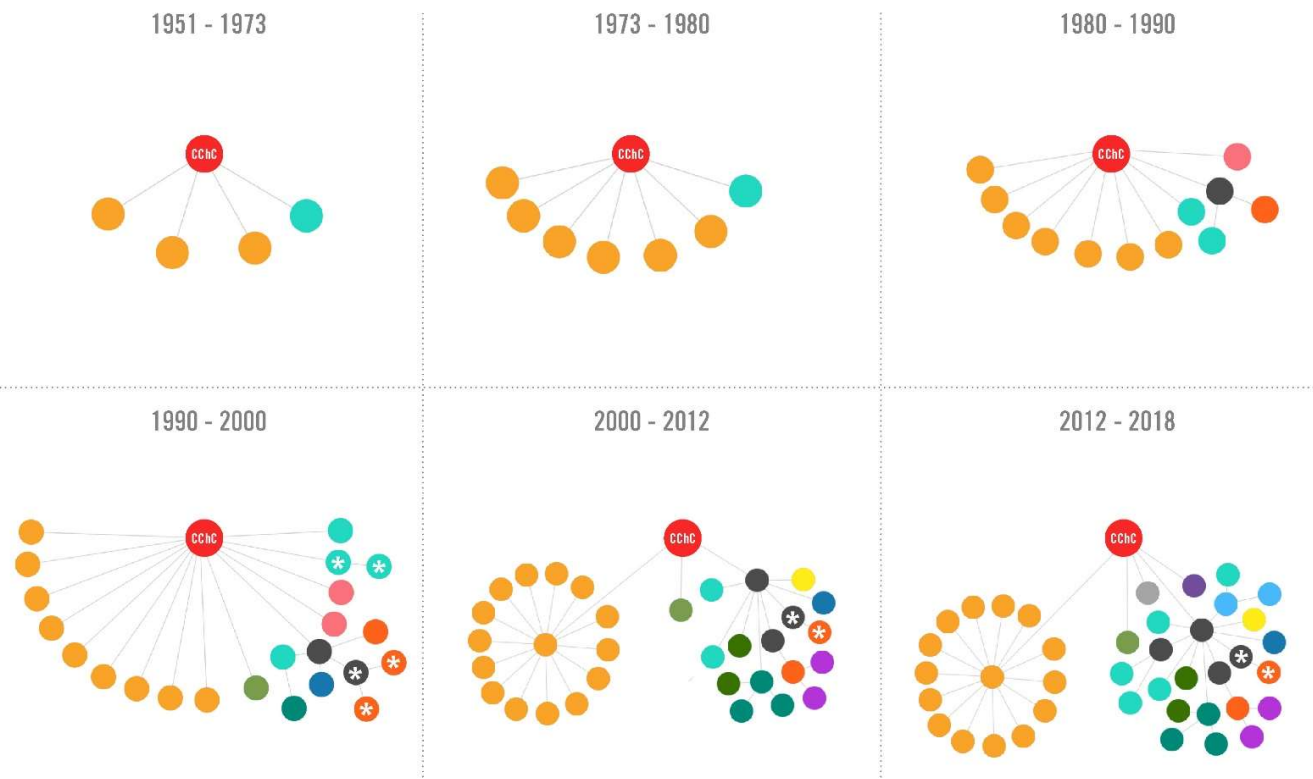 1951 - 1973
1973 - 1980
1980 - 1990
CChC
CChC
CChC
1990 - 2000
2000 - 2012
2012 - 2018
CChC
CChC
CChC
*
*
*
*
*
*
*
*
*